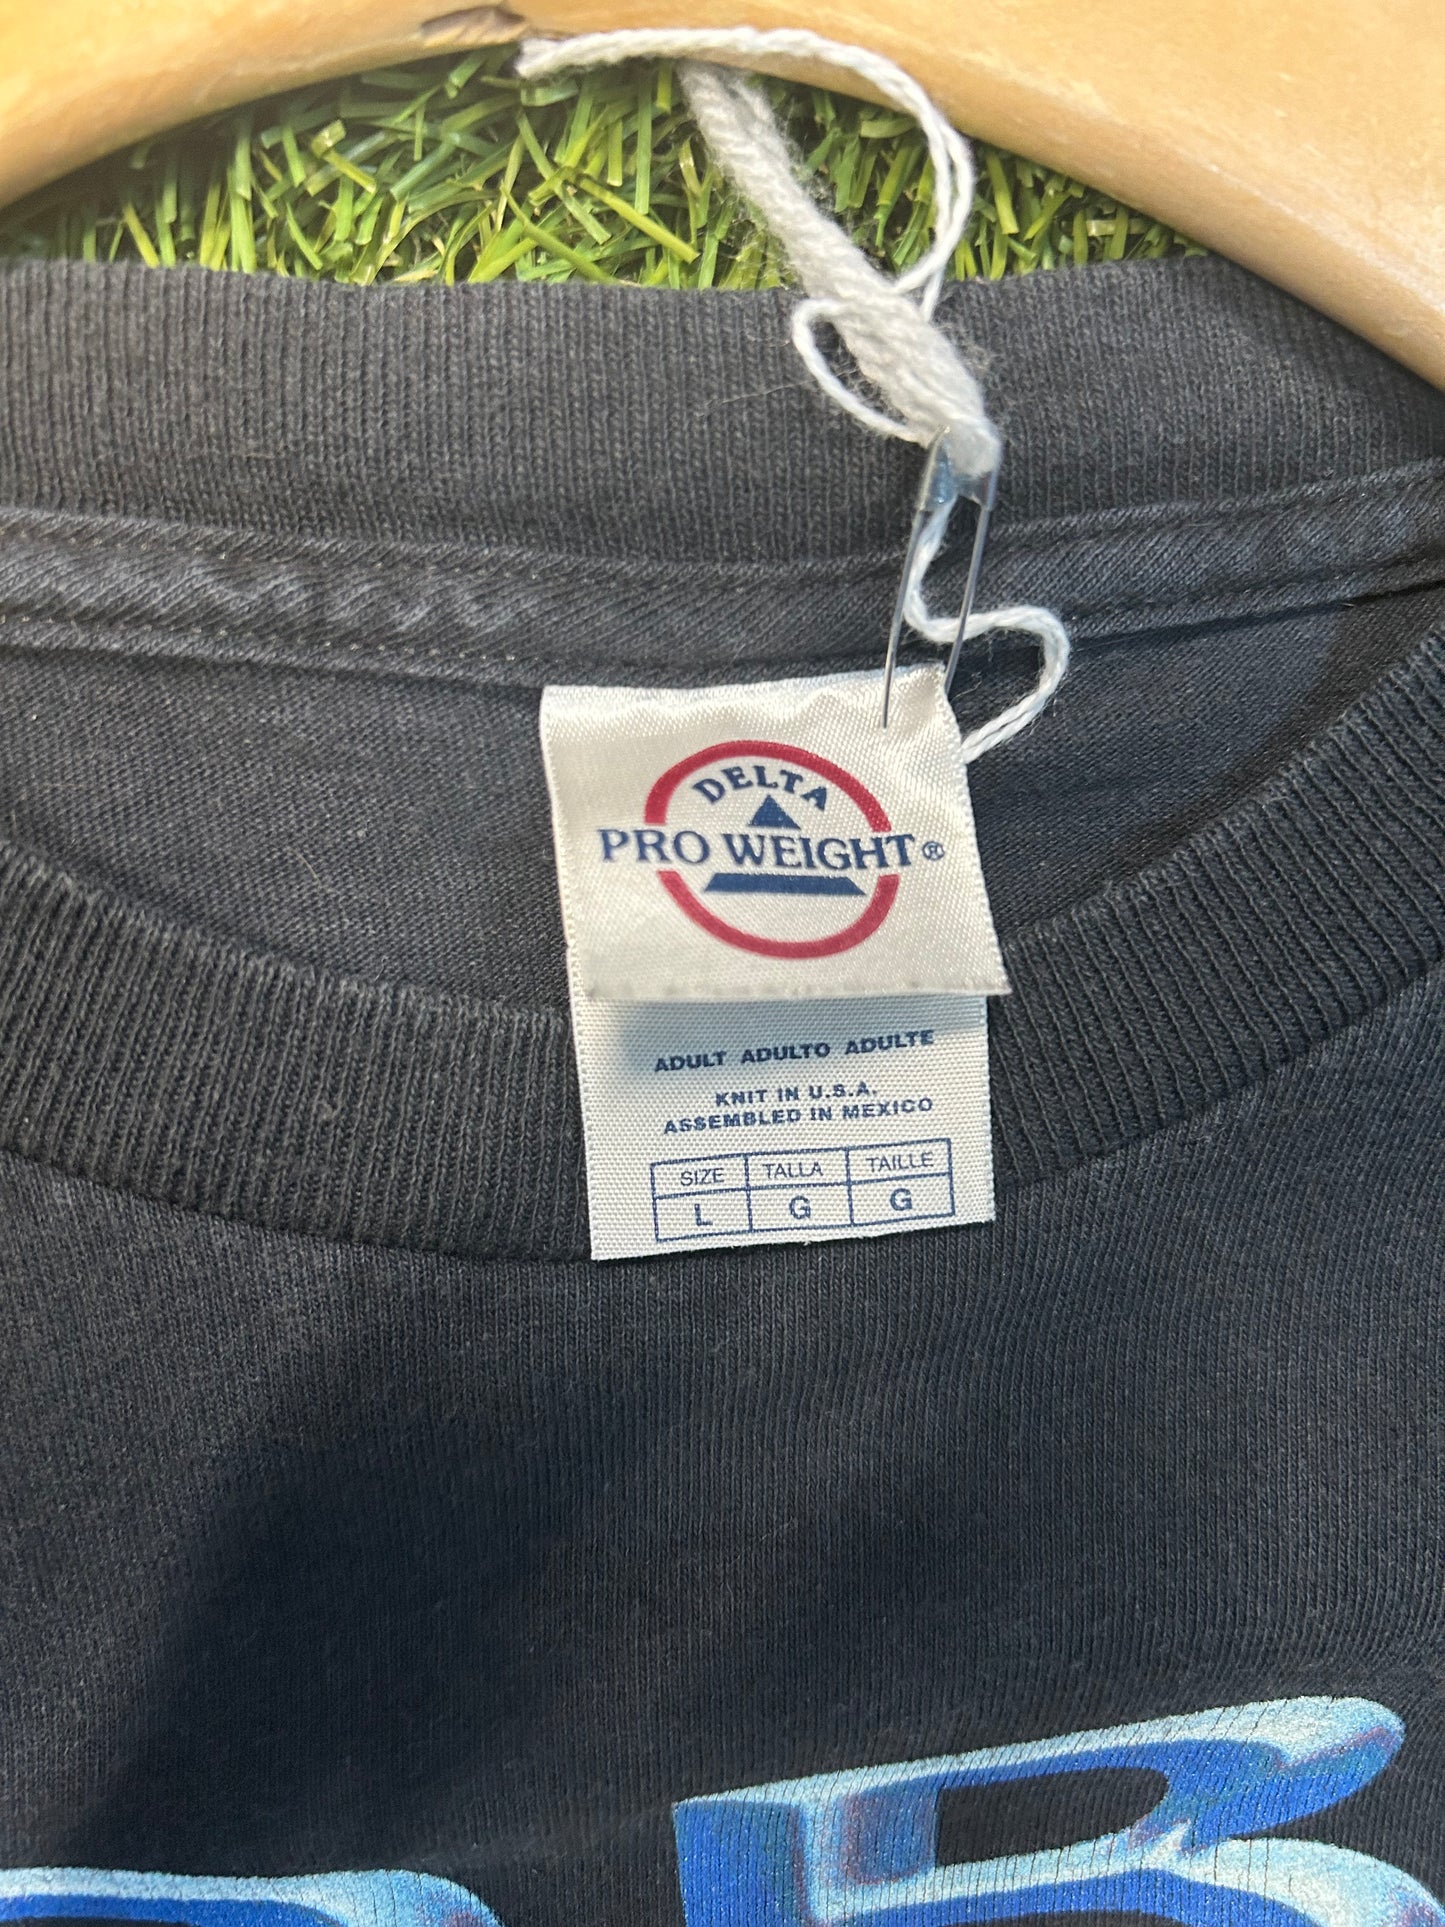 DELTA
PRO WEIGHT®
ADULT ADULTO ADULTE
KNIT IN U.S.A.
ASSEMBLED IN MEXICO
SIZE TALLA TAILLE
L G G